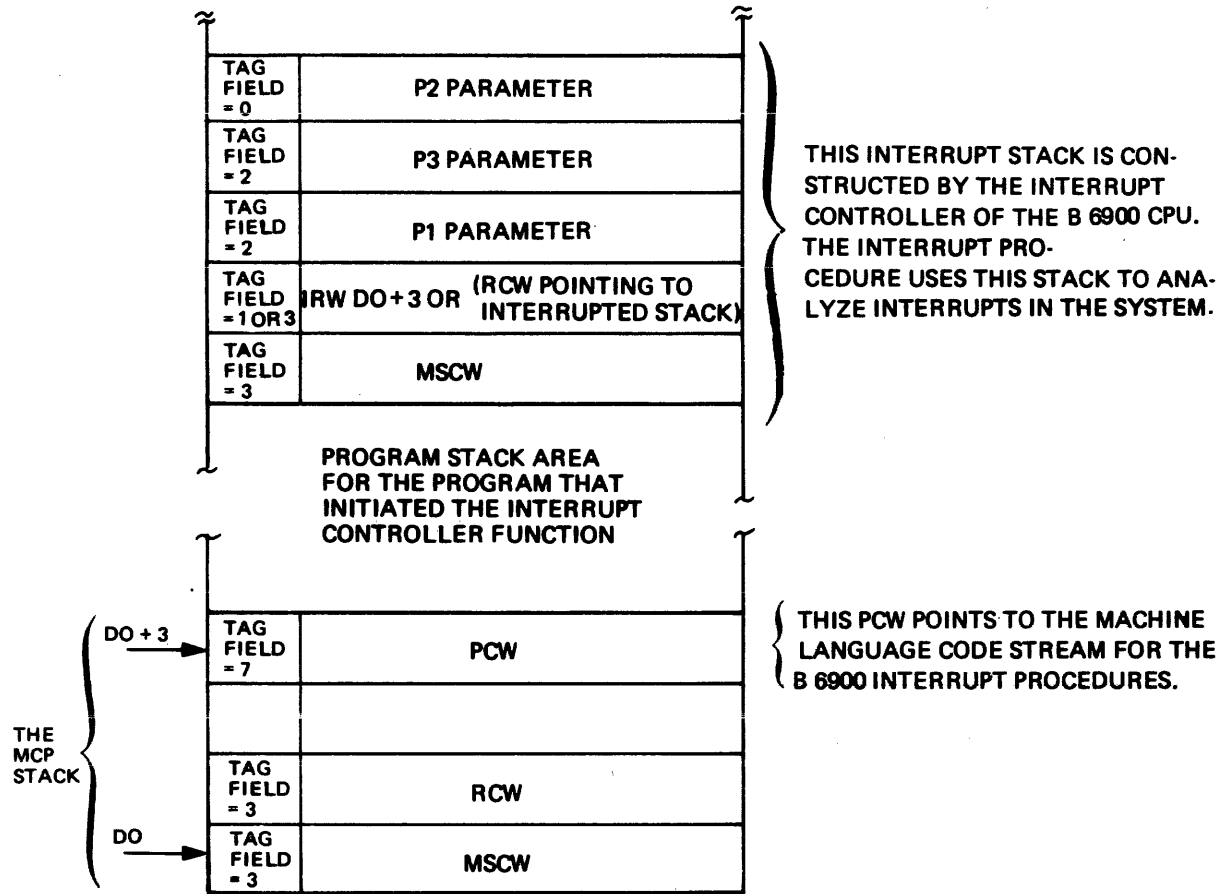 TAG
FIELD
= 0
P2 PARAMETER
TAG
FIELD
= 2
P3 PARAMETER
TAG
FIELD
= 2
P1 PARAMETER
TAG
FIELD
= 1 OR 3
IRW DO + 3 OR (RCW POINTING TO
INTERRUPTED STACK)
TAG
FIELD
= 3
MSCW
THIS INTERRUPT STACK IS CON-
STRUCTED BY THE INTERRUPT
CONTROLLER OF THE B 6900 CPU.
THE INTERRUPT PRO-
CEDURE USES THIS STACK TO ANA-
LYZE INTERRUPTS IN THE SYSTEM.
PROGRAM STACK AREA
FOR THE PROGRAM THAT
INITIATED THE INTERRUPT
CONTROLLER FUNCTION
THE
MCP
STACK
DO + 3
TAG
FIELD
= 7
PCW
THIS PCW POINTS TO THE MACHINE
LANGUAGE CODE STREAM FOR THE
B 6900 INTERRUPT PROCEDURES.
TAG
FIELD
= 3
RCW
DO
TAG
FIELD
= 3
MSCW